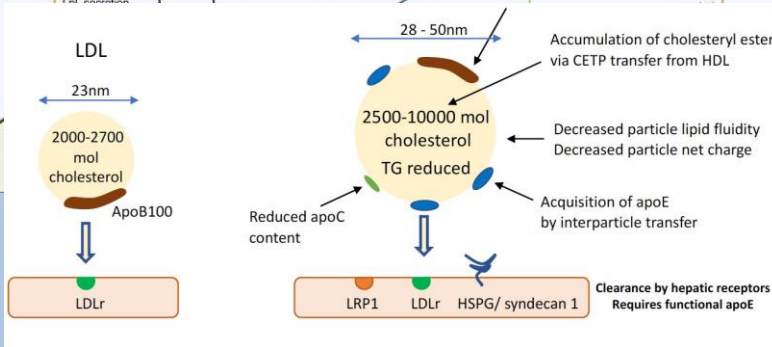 LDL
23nm
2000-2700
mol
cholesterol
ApoB100
LDLr
28 - 50nm
Accumulation of cholesteryl ester
via CETP transfer from HDL
2500-10000 mol
cholesterol
TG reduced
Decreased particle lipid fluidity
Decreased particle net charge
Reduced apoC
content
Acquisition of apoE
by interparticle transfer
LRP1
LDLr
HSPG/ syndecan 1
Clearance by hepatic receptors
Requires functional apoE